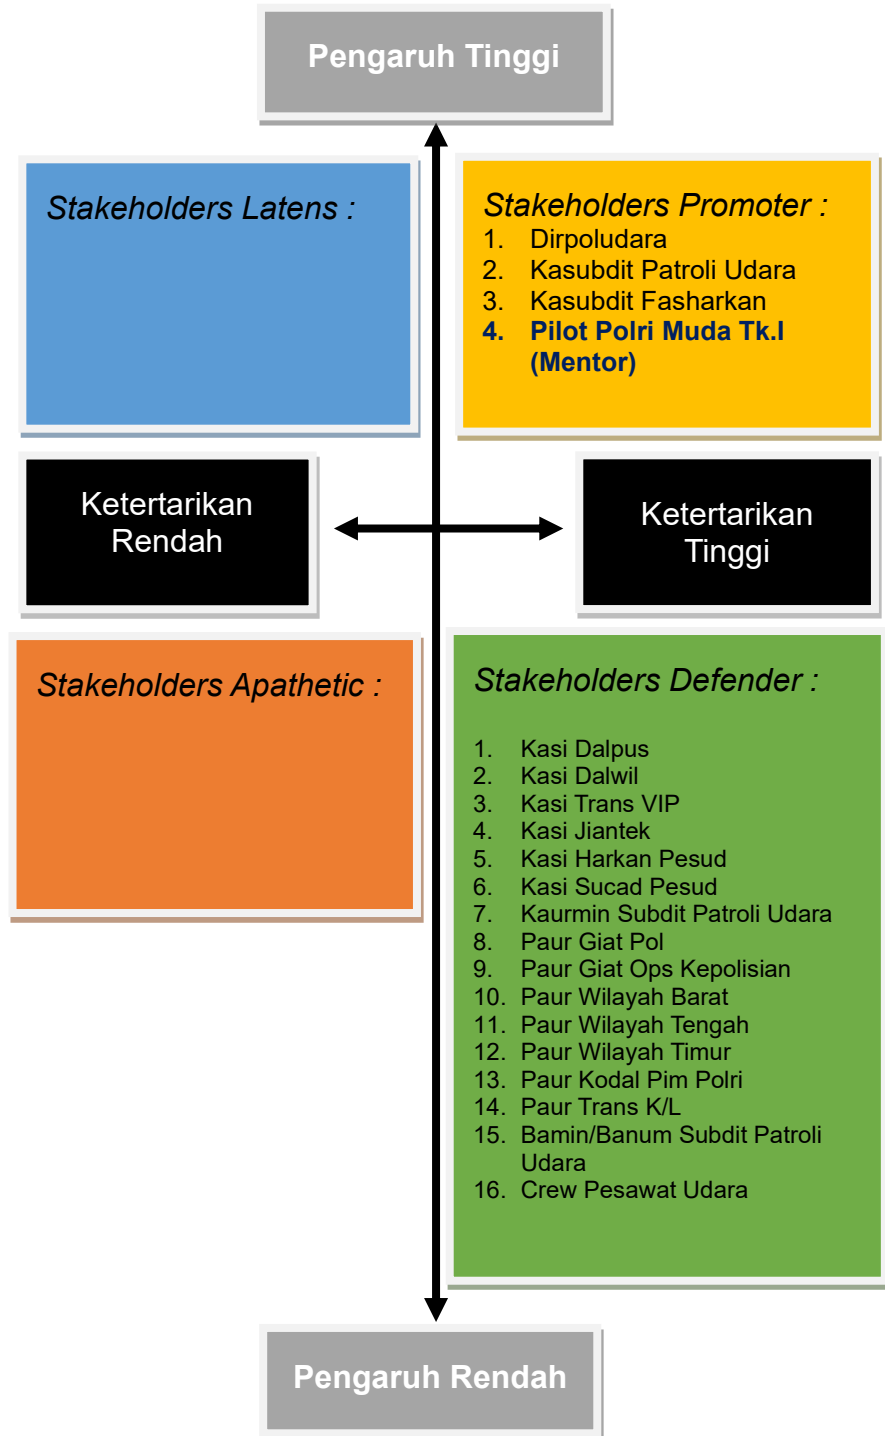 Pengaruh Tinggi
Stakeholders Latens :
Stakeholders Promoter :
1. Dirpoludara
2. Kasubdit Patroli Udara
3. Kasubdit Fasharkan
4. Pilot Polri Muda Tk.I
(Mentor)
Ketertarikan
Rendah
Ketertarikan
Tinggi
Stakeholders Apathetic :
Stakeholders Defender :
1. Kasi Dalpus
2. Kasi Dalwil
3. Kasi Trans VIP
4. Kasi Jiantek
5. Kasi Harkan Pesud
6. Kasi Sucad Pesud
7. Kaurmin Subdit Patroli Udara
8. Paur Giat Pol
9. Paur Giat Ops Kepolisian
10. Paur Wilayah Barat
11. Paur Wilayah Tengah
12. Paur Wilayah Timur
13. Paur Kodal Pim Polri
14. Paur Trans K/L
15. Bamin/Banum Subdit Patroli
Udara
16. Crew Pesawat Udara
Pengaruh Rendah